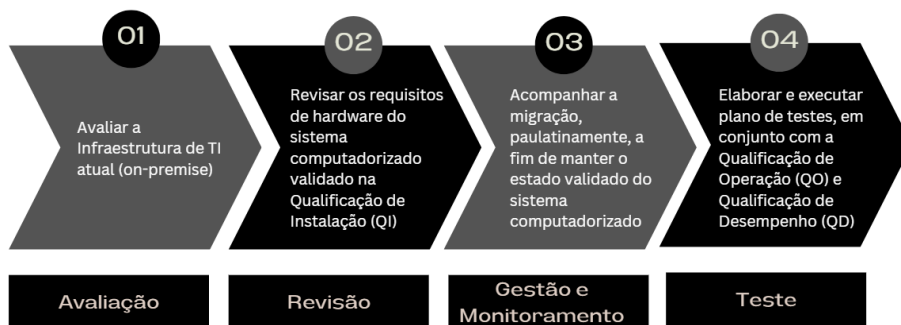 01
Avaliar a
Infraestrutura de TI
atual (on-premise)
02
Revisar os requisitos
de hardware do
sistema
computadorizado
validado na
Qualificação de
Instalação (QI)
03
Acompanhar a
migração,
paulatinamente, a
fim de manter o
estado validado do
sistema
computadorizado
04
Elaborar e executar
plano de testes, em
conjunto com a
Qualificação de
Operação (QO) e
Qualificação de
Desempenho (QD)
Avaliação
Revisão
Gestão e
Monitoramento
Teste